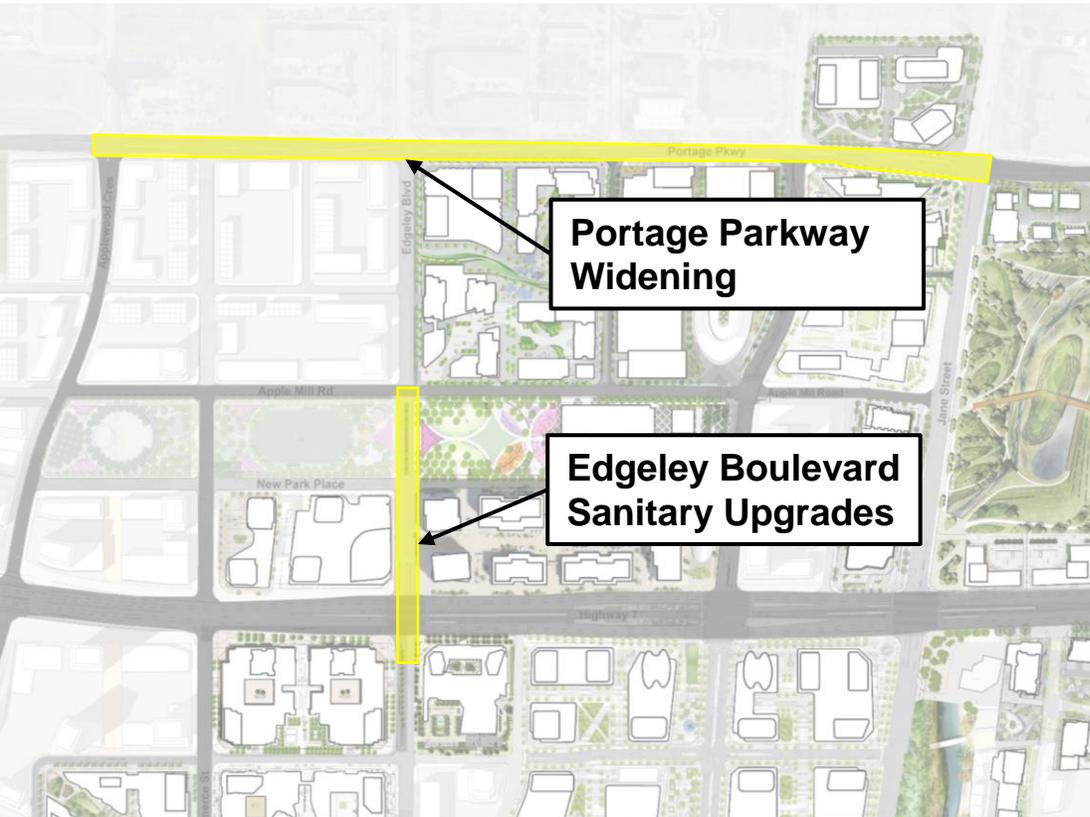 Portage Pkwy
Applewood Cres
Edgeley Blvd
Portage Parkway
Widening
Apple Mill Rd
Apple Mill Road
Jane Street
New Park Place
Edgeley Boulevard
Sanitary Upgrades
Highway 7